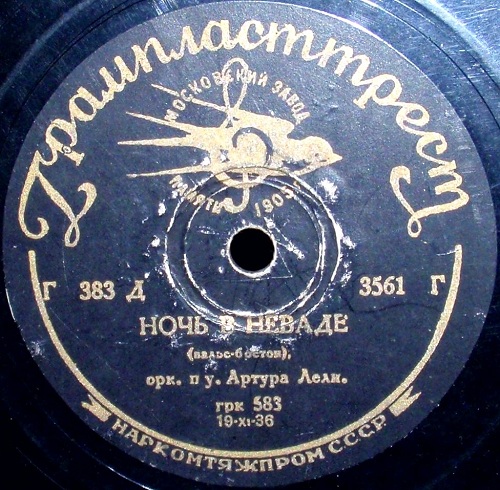 Грампласттрест
МОСКОВСКИЙ ЗАВОД
ПАМЯТИ 1905
Г 383 Д 3561 Г
НОЧЬ В НЕВАДЕ
(вальс-бостон),
орк. п/у. Артура Лели.
грк 583
19-XI-36
НАРКОМТЯЖПРОМ СССР